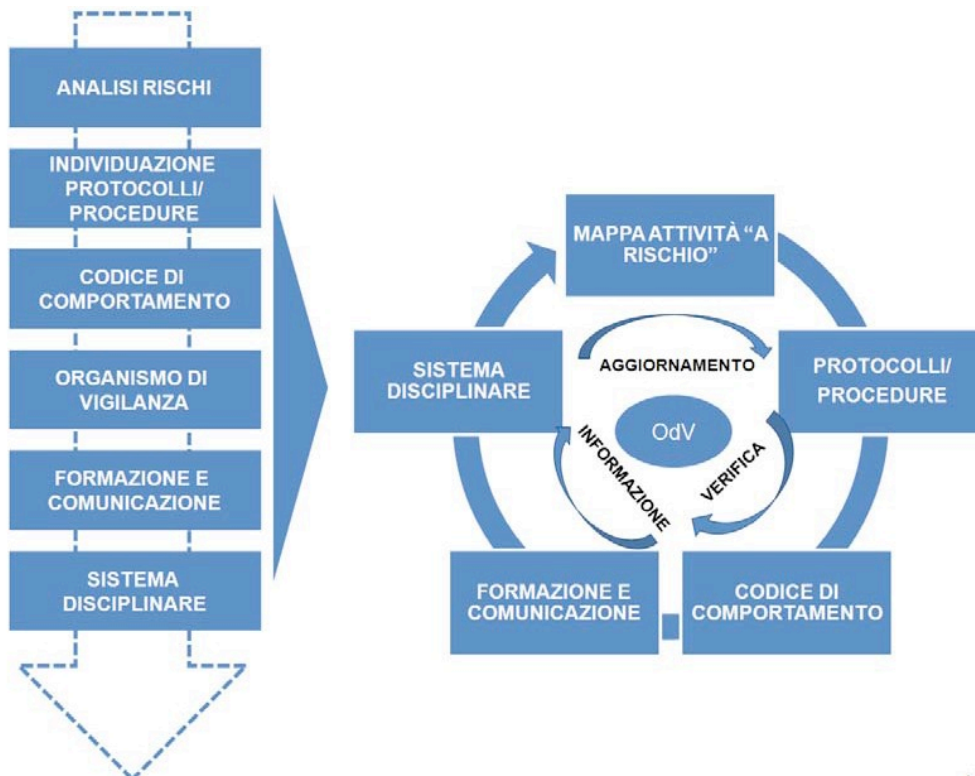 ANALISI RISCHI
INDIVIDUAZIONE
PROTOCOLLI/
PROCEDURE
CODICE DI
COMPORTAMENTO
ORGANISMO DI
VIGILANZA
FORMAZIONE E
COMUNICAZIONE
SISTEMA
DISCIPLINARE
MAPPA ATTIVITÀ “A
RISCHIO”
SISTEMA
DISCIPLINARE
AGGIORNAMENTO
PROTOCOLLI/
PROCEDURE
OdV
INFORMAZIONE
VERIFICA
FORMAZIONE E
COMUNICAZIONE
CODICE DI
COMPORTAMENTO